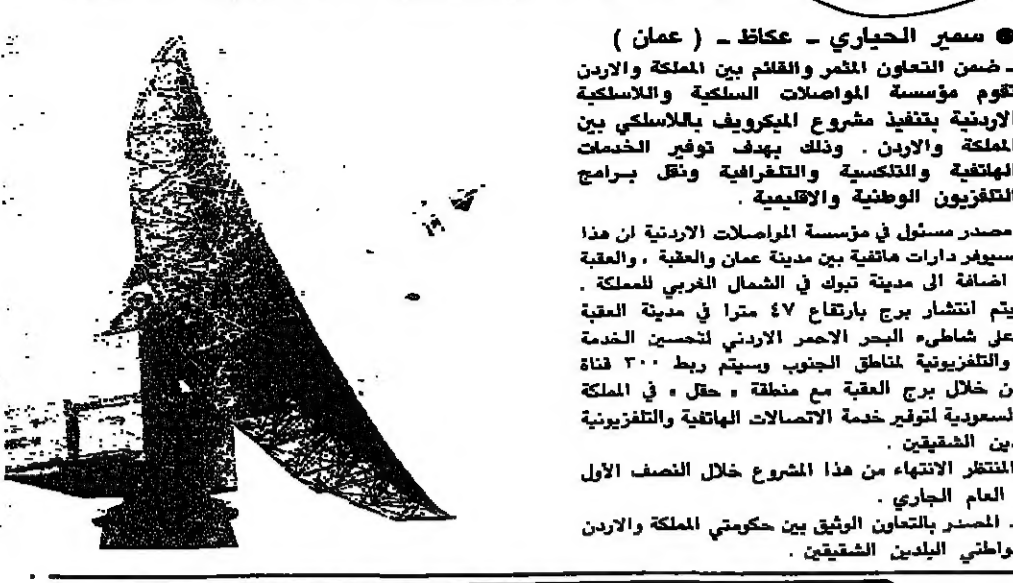 ● سمير الحياري ـ عكاظ ـ ( عمان )
ـ ضمن التعاون المثمر والقائم بين المملكة والاردن
تقوم مؤسسة المواصلات السلكية واللاسلكية
الاردنية بتنفيذ مشروع الميكرويف باللاسلكي بين
المملكة والاردن . وذلك بهدف توفير الخدمات
الهاتفية والتلكسية والتلغرافية ونقل برامج
التلفزيون الوطنية والاقليمية .
مصدر مسئول في مؤسسة المواصلات الاردنية ان هذا
سيوفر دارات هاتفية بين مدينة عمان والعقبة ، والعقبة
اضافة الى مدينة تبوك في الشمال الغربي للمملكة .
يتم انتشار برج بارتفاع ٤٧ مترا في مدينة العقبة
على شاطىء البحر الاحمر الاردني لتحسين الخدمة
والتلفزيونية لمناطق الجنوب وسيتم ربط ٣٠٠ قناة
ن خلال برج العقبة مع منطقة « حقل » في المملكة
لسعودية لتوفير خدمة الاتصالات الهاتفية والتلفزيونية
دين الشقيقين .
المنتظر الانتهاء من هذا المشروع خلال النصف الأول
العام الجاري .
المصدر بالتعاون الوثيق بين حكومتي المملكة والاردن
واطني البلدين الشقيقين .